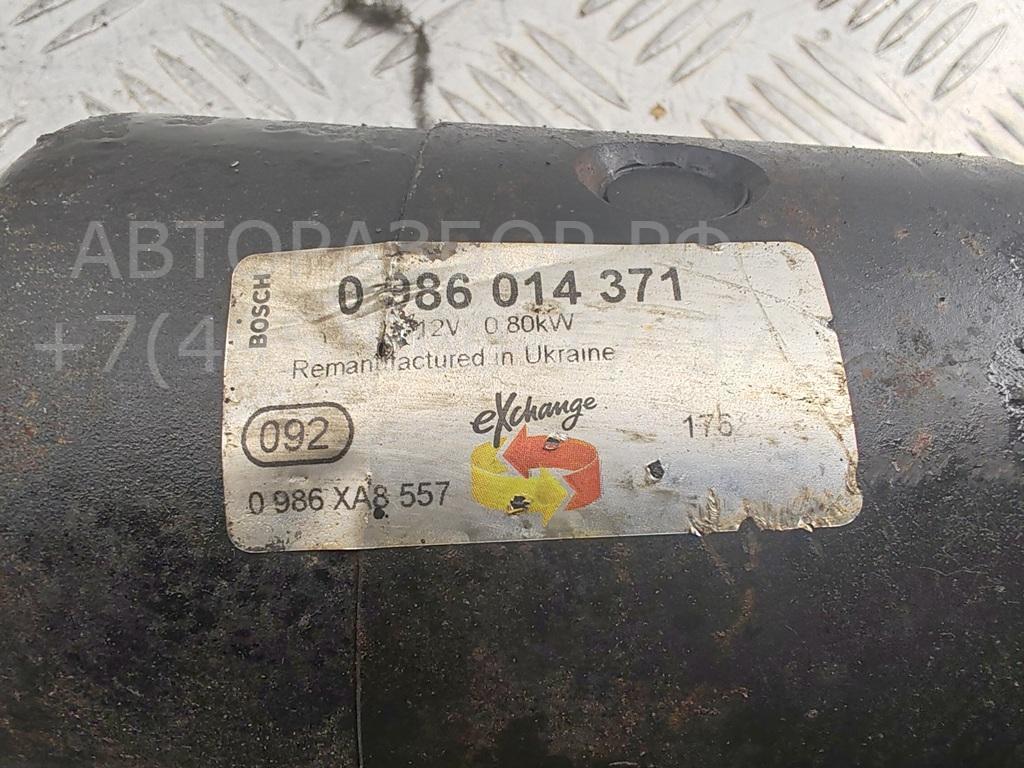 АВТОРАЗБОР.РФ
+7(4
BOSCH
0 986 014 371
12V 0.80kW
Remanufactured in Ukraine
eXchange
092
176
0 986 XA8 557